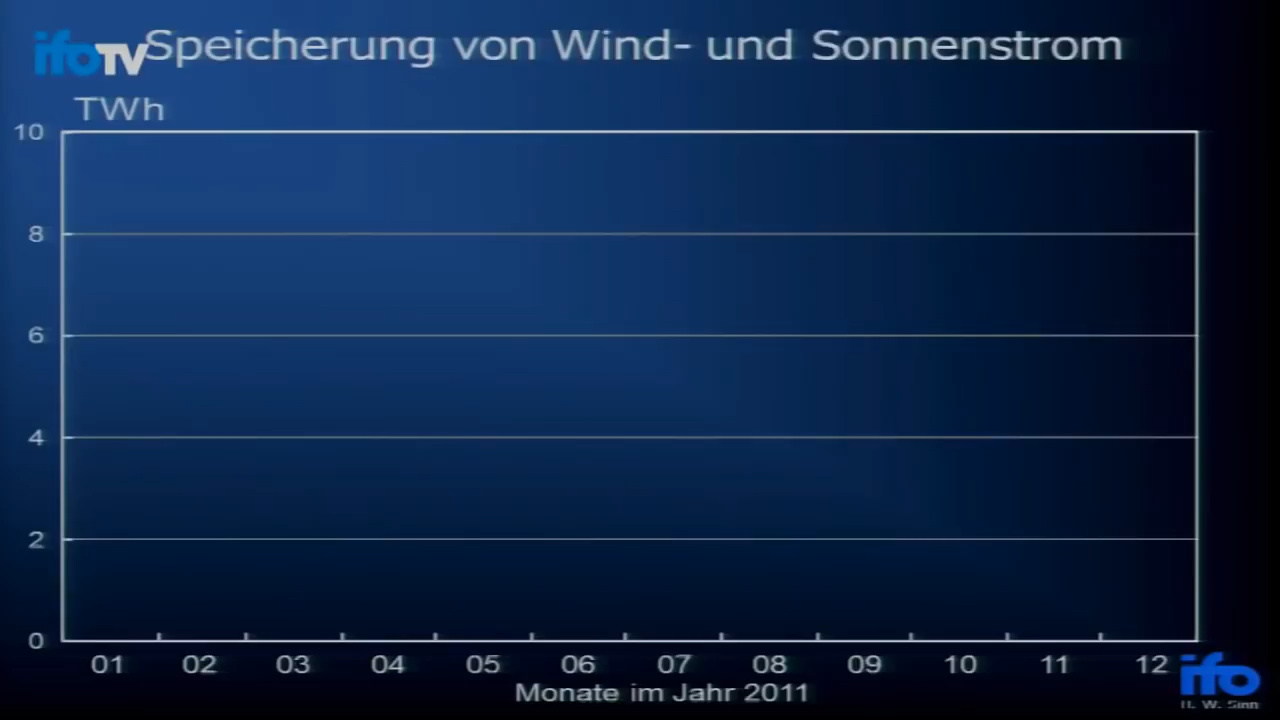 ifoTV
Speicherung von Wind- und Sonnenstrom
TWh
10
8
6
4
2
0
01 02 03 04 05 06 07 08 09 10 11 12
Monate im Jahr 2011
ifo
H. W. Sinn